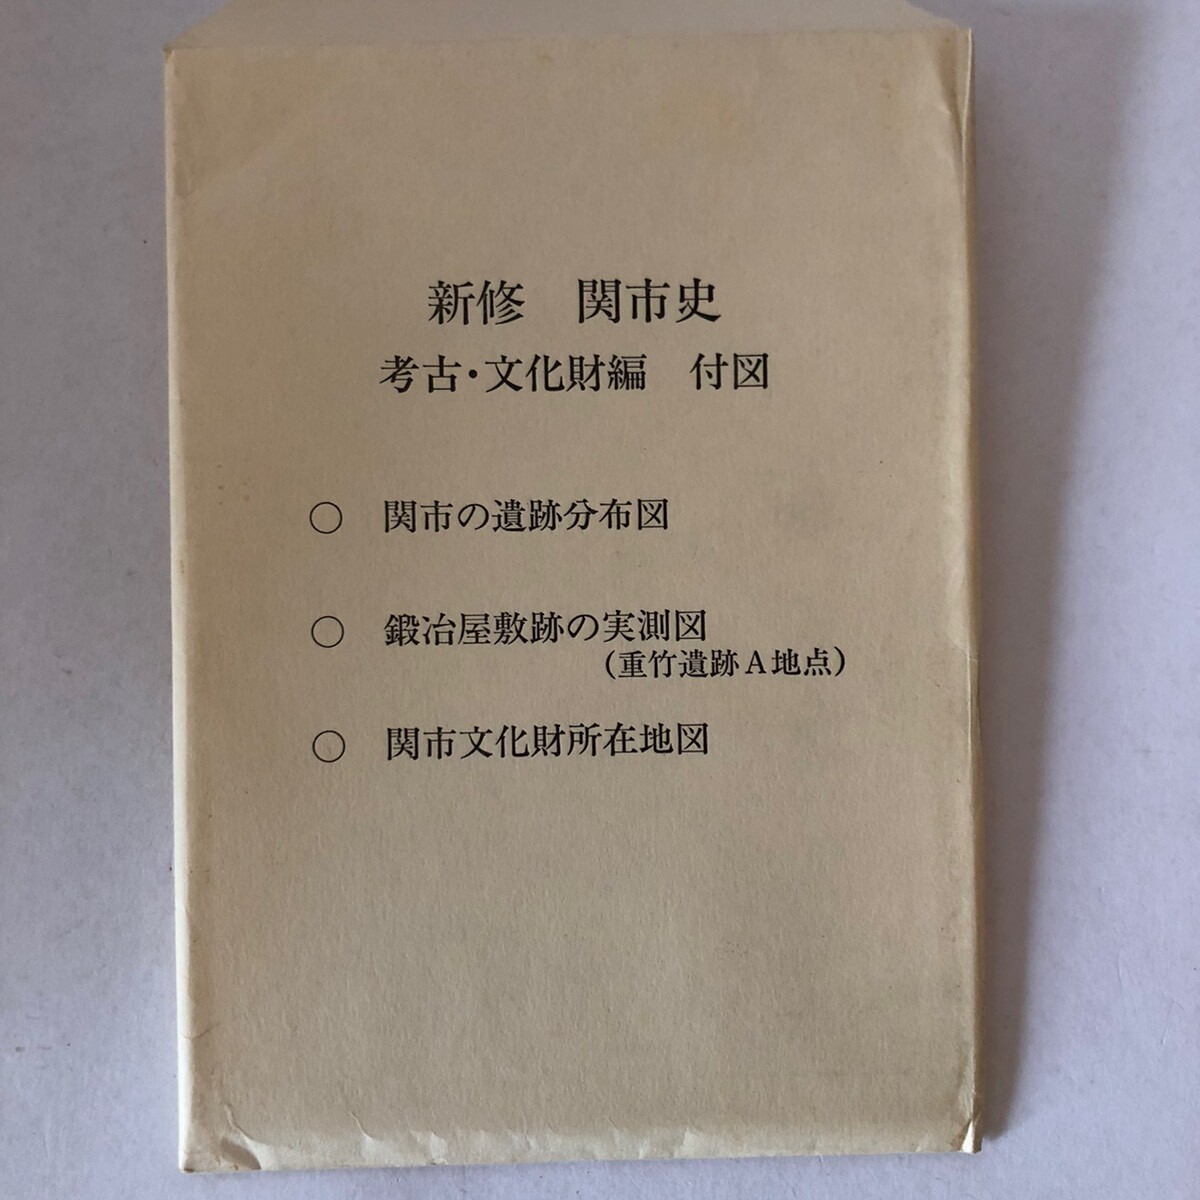 新修　関市史
考古・文化財編　付図
○　関市の遺跡分布図
○　鍛冶屋敷跡の実測図
(重竹遺跡A地点)
○　関市文化財所在地図